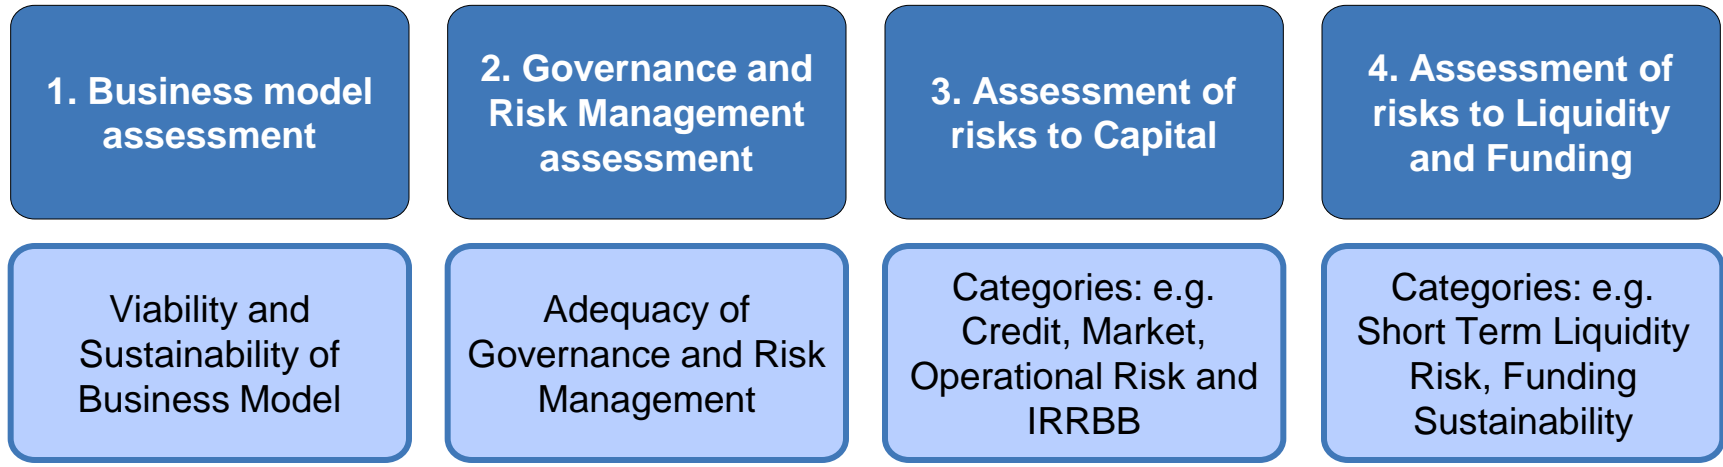 1. Business model
assessment
2. Governance and
Risk Management
assessment
3. Assessment of
risks to Capital
4. Assessment of
risks to Liquidity
and Funding
Viability and
Sustainability of
Business Model
Adequacy of
Governance and Risk
Management
Categories: e.g.
Credit, Market,
Operational Risk and
IRRBB
Categories: e.g.
Short Term Liquidity
Risk, Funding
Sustainability